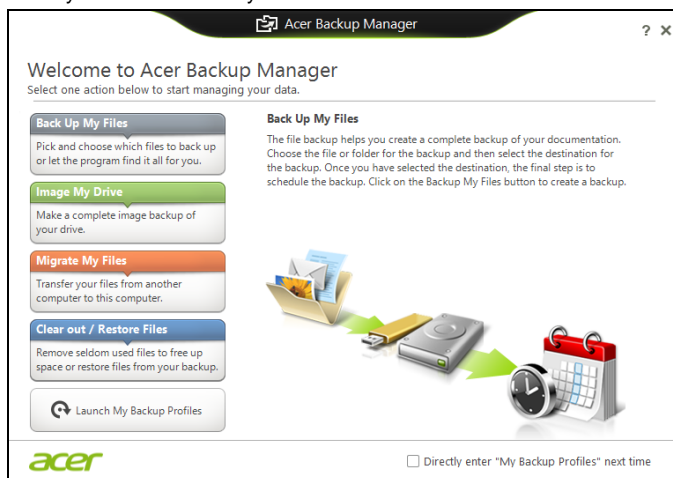 Acer Backup Manager
? X
Welcome to Acer Backup Manager
Select one action below to start managing your data.
Back Up My Files
Pick and choose which files to back up
or let the program find it all for you.
Image My Drive
Make a complete image backup of
your drive.
Migrate My Files
Transfer your files from another
computer to this computer.
Clear out / Restore Files
Remove seldom used files to free up
space or restore files from your backup.
Launch My Backup Profiles
Back Up My Files
The file backup helps you create a complete backup of your documentation.
Choose the file or folder for the backup and then select the destination for
the backup. Once you have selected the destination, the final step is to
schedule the backup. Click on the Backup My Files button to create a backup.
acer
Directly enter "My Backup Profiles" next time